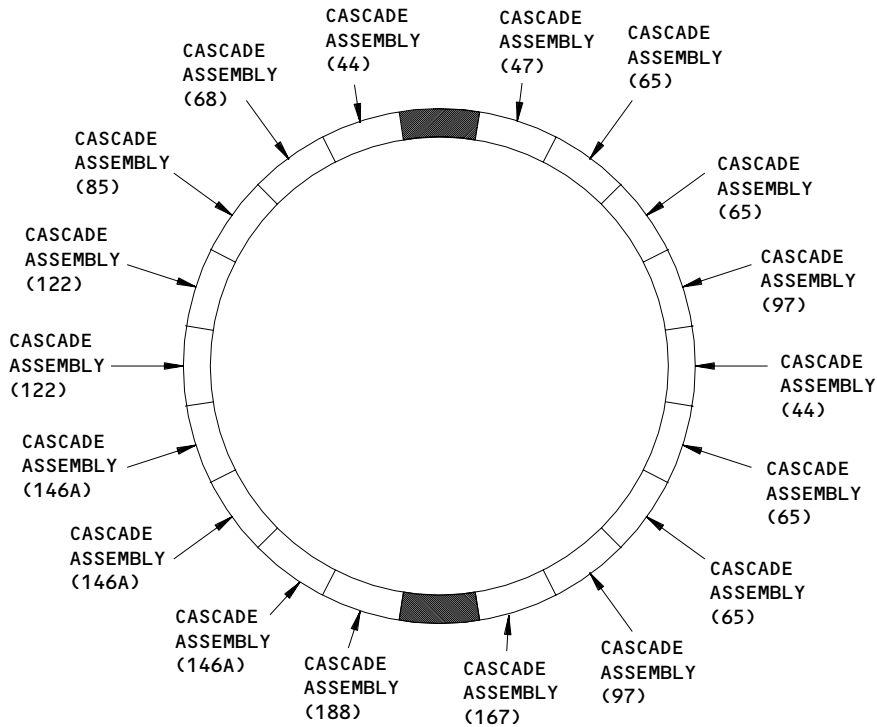 CASCADE
ASSEMBLY
(44)
CASCADE
ASSEMBLY
(47)
CASCADE
ASSEMBLY
(65)
CASCADE
ASSEMBLY
(68)
CASCADE
ASSEMBLY
(85)
CASCADE
ASSEMBLY
(65)
CASCADE
ASSEMBLY
(122)
CASCADE
ASSEMBLY
(97)
CASCADE
ASSEMBLY
(122)
CASCADE
ASSEMBLY
(44)
CASCADE
ASSEMBLY
(146A)
CASCADE
ASSEMBLY
(65)
CASCADE
ASSEMBLY
(146A)
CASCADE
ASSEMBLY
(65)
CASCADE
ASSEMBLY
(146A)
CASCADE
ASSEMBLY
(97)
CASCADE
ASSEMBLY
(188)
CASCADE
ASSEMBLY
(167)